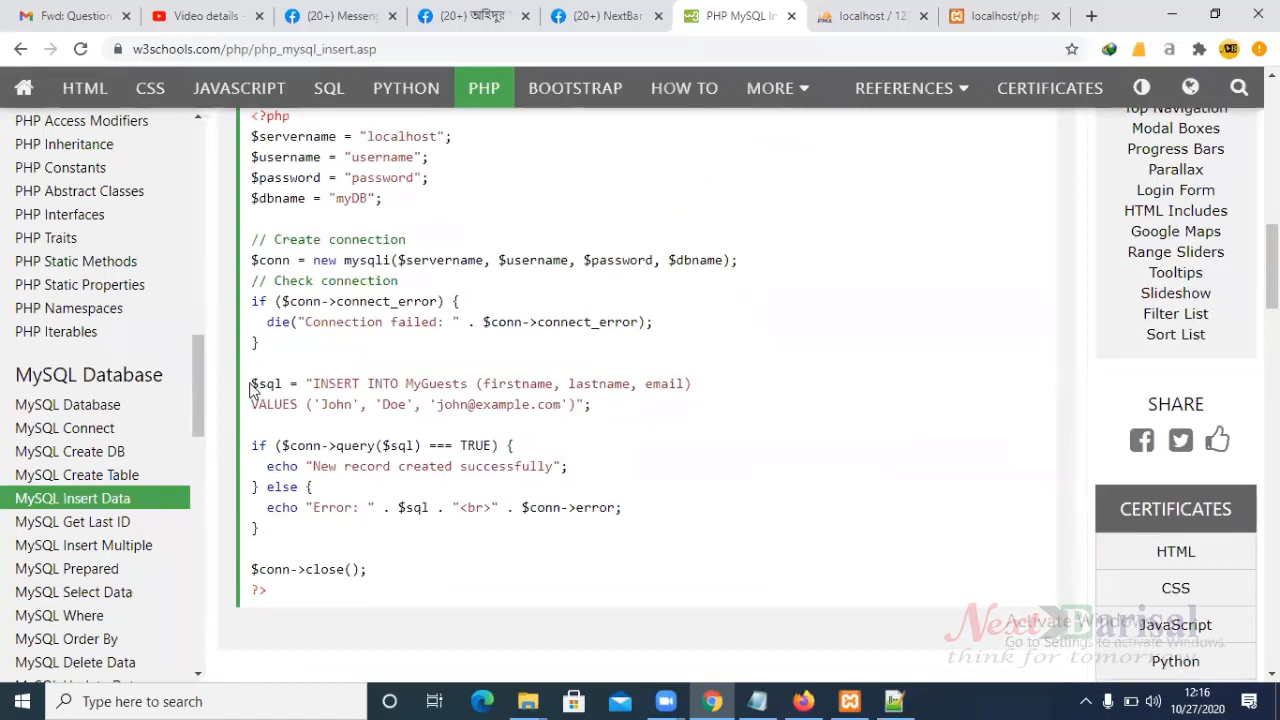 Fwd: Question
Video details -
(20+) Messeng
(20+) অহিদুর
(20+) NextBar
PHP MySQL In
localhost / 12
localhost/php
w3schools.com/php/php_mysql_insert.asp
HTML CSS JAVASCRIPT SQL PYTHON PHP BOOTSTRAP HOW TO MORE REFERENCES CERTIFICATES
PHP Access Modifiers
PHP Inheritance
PHP Constants
PHP Abstract Classes
PHP Interfaces
PHP Traits
PHP Static Methods
PHP Static Properties
PHP Namespaces
PHP Iterables
MySQL Database
MySQL Database
MySQL Connect
MySQL Create DB
MySQL Create Table
MySQL Insert Data
MySQL Get Last ID
MySQL Insert Multiple
MySQL Prepared
MySQL Select Data
MySQL Where
MySQL Order By
MySQL Delete Data
<?php
$servername = "localhost";
$username = "username";
$password = "password";
$dbname = "myDB";
// Create connection
$conn = new mysqli($servername, $username, $password, $dbname);
// Check connection
if ($conn->connect_error) {
die("Connection failed: " . $conn->connect_error);
}
$sql = "INSERT INTO MyGuests (firstname, lastname, email)
VALUES ('John', 'Doe', 'john@example.com')";
if ($conn->query($sql) === TRUE) {
echo "New record created successfully";
} else {
echo "Error: " . $sql . "<br>" . $conn->error;
}
$conn->close();
?>
Top Navigation
Modal Boxes
Progress Bars
Parallax
Login Form
HTML Includes
Google Maps
Range Sliders
Tooltips
Slideshow
Filter List
Sort List
SHARE
CERTIFICATES
HTML
CSS
JavaScript
Python
Next Barisal
think for tomorrow
Activate Windows
Go to Settings to activate Windows.
Type here to search
12:16
10/27/2020